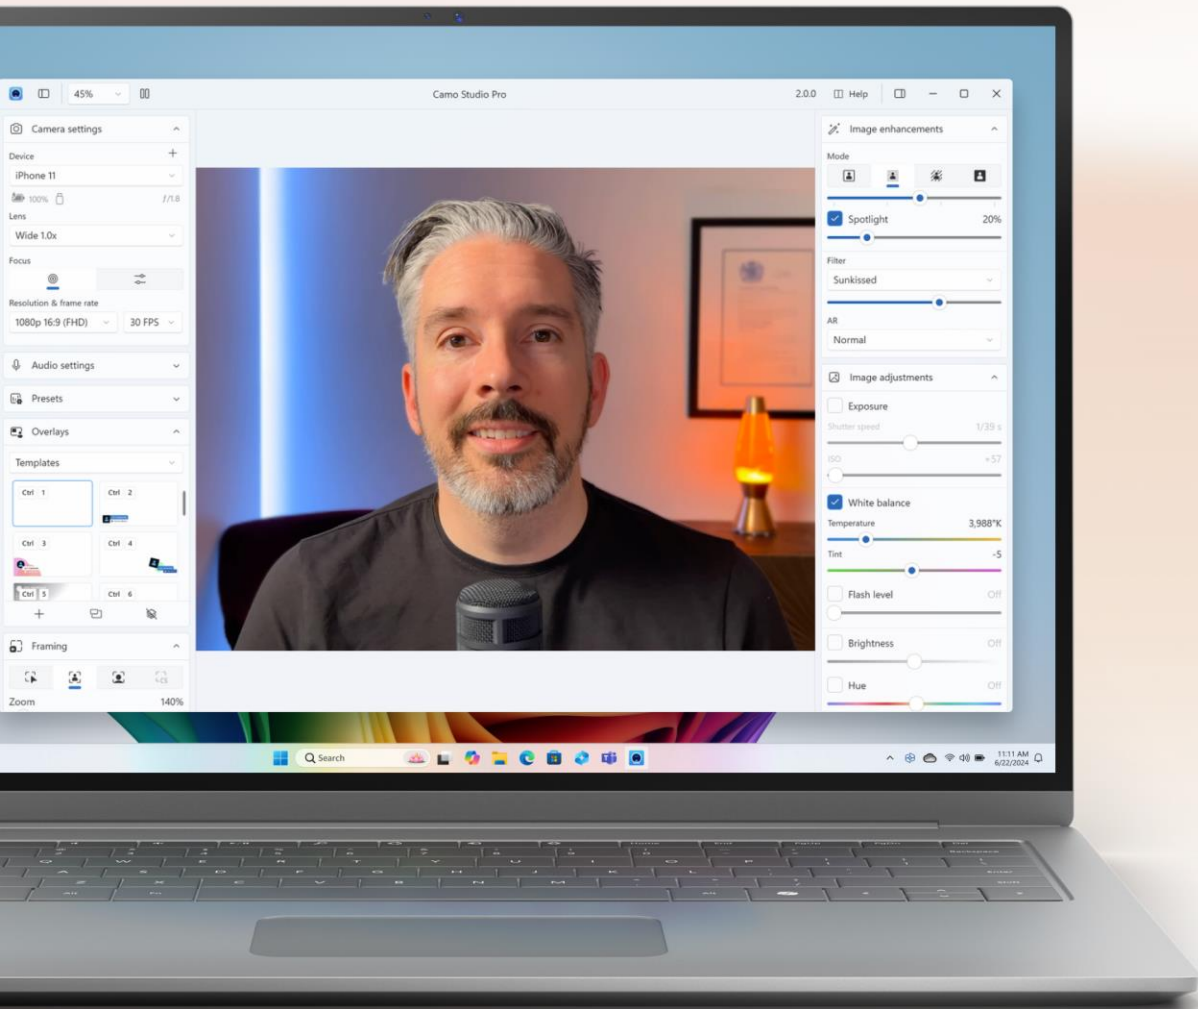 45%
Camo Studio Pro
2.0.0
Help
Camera settings
Device
iPhone 11
100%
ƒ/1.8
Lens
Wide 1.0x
Focus
Resolution & frame rate
1080p 16:9 (FHD)
30 FPS
Audio settings
Presets
Overlays
Templates
Ctrl 1
Ctrl 2
Ctrl 3
Ctrl 4
Ctrl 5
Ctrl 6
Framing
Zoom
140%
Image enhancements
Mode
Spotlight
20%
Filter
Sunkissed
AR
Normal
Image adjustments
Exposure
Shutter speed
1/39 s
ISO
+57
White balance
Temperature
3,988°K
Tint
-5
Flash level
Off
Brightness
Off
Hue
Off
Search
11:11 AM
6/22/2024